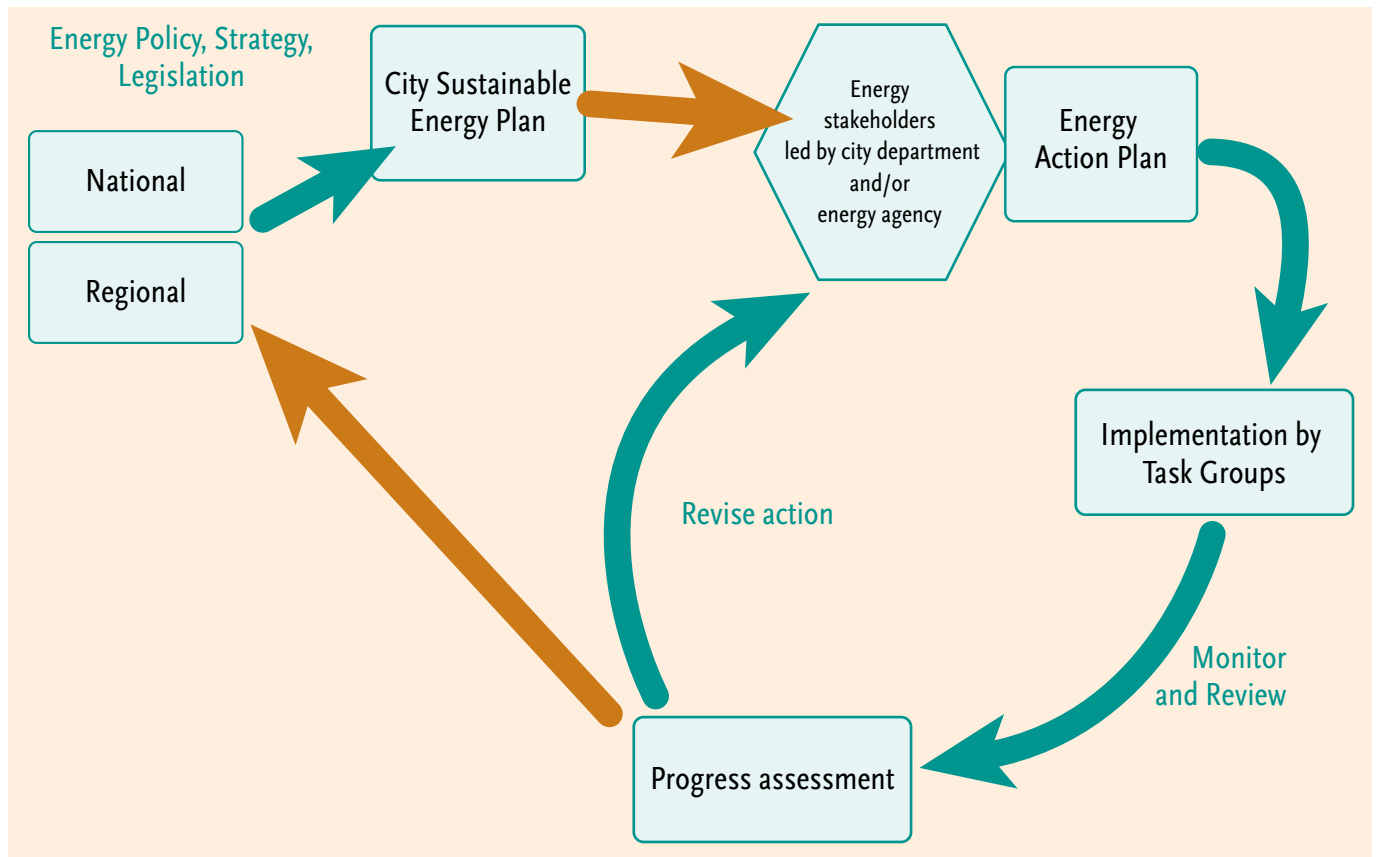 Energy Policy, Strategy,
Legislation
National
Regional
City Sustainable
Energy Plan
Energy
stakeholders
led by city department
and/or
energy agency
Energy
Action Plan
Implementation by
Task Groups
Monitor
and Review
Progress assessment
Revise action